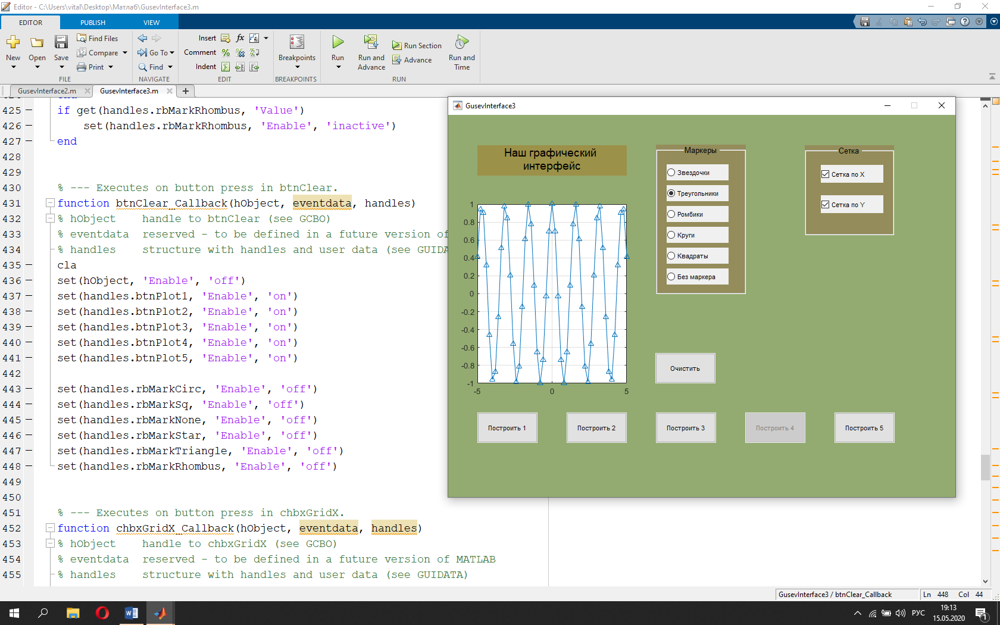 Editor - C:\Users\vital\Desktop\Матлаб\GusevInterface3.m
EDITOR PUBLISH VIEW
New Open Save Find Files Compare Print
FILE
Go To Find
NAVIGATE
Insert fx
Comment
Indent
EDIT
Breakpoints
BREAKPOINTS
Run Run and Advance Run Section Advance Run and Time
RUN
GusevInterface2.m GusevInterface3.m +
425 if get(handles.rbMarkRhombus, 'Value')
426 set(handles.rbMarkRhombus, 'Enable', 'inactive')
427 end
428
429
430 % --- Executes on button press in btnClear.
431 function btnClear_Callback(hObject, eventdata, handles)
432 % hObject    handle to btnClear (see GCBO)
433 % eventdata  reserved - to be defined in a future version of
434 % handles    structure with handles and user data (see GUIDA
435 cla
436 set(hObject, 'Enable', 'off')
437 set(handles.btnPlot1, 'Enable', 'on')
438 set(handles.btnPlot2, 'Enable', 'on')
439 set(handles.btnPlot3, 'Enable', 'on')
440 set(handles.btnPlot4, 'Enable', 'on')
441 set(handles.btnPlot5, 'Enable', 'on')
442
443 set(handles.rbMarkCirc, 'Enable', 'off')
444 set(handles.rbMarkSq, 'Enable', 'off')
445 set(handles.rbMarkNone, 'Enable', 'off')
446 set(handles.rbMarkStar, 'Enable', 'off')
447 set(handles.rbMarkTriangle, 'Enable', 'off')
448 set(handles.rbMarkRhombus, 'Enable', 'off')
449
450
451 % --- Executes on button press in chbxGridX.
452 function chbxGridX_Callback(hObject, eventdata, handles)
453 % hObject    handle to chbxGridX (see GCBO)
454 % eventdata  reserved - to be defined in a future version of MATLAB
455 % handles    structure with handles and user data (see GUIDATA)
GusevInterface3
Наш графический
интерфейс
1
0.8
0.6
0.4
0.2
0
-0.2
-0.4
-0.6
-0.8
-1
-5 0 5
Маркеры
Звездочки
Треугольники
Ромбики
Круги
Квадраты
Без маркера
Сетка
Сетка по X
Сетка по Y
Очистить
Построить 1 Построить 2 Построить 3 Построить 4 Построить 5
GusevInterface3 / btnClear_Callback Ln 448 Col 44
РУС
19:13
15.05.2020
1